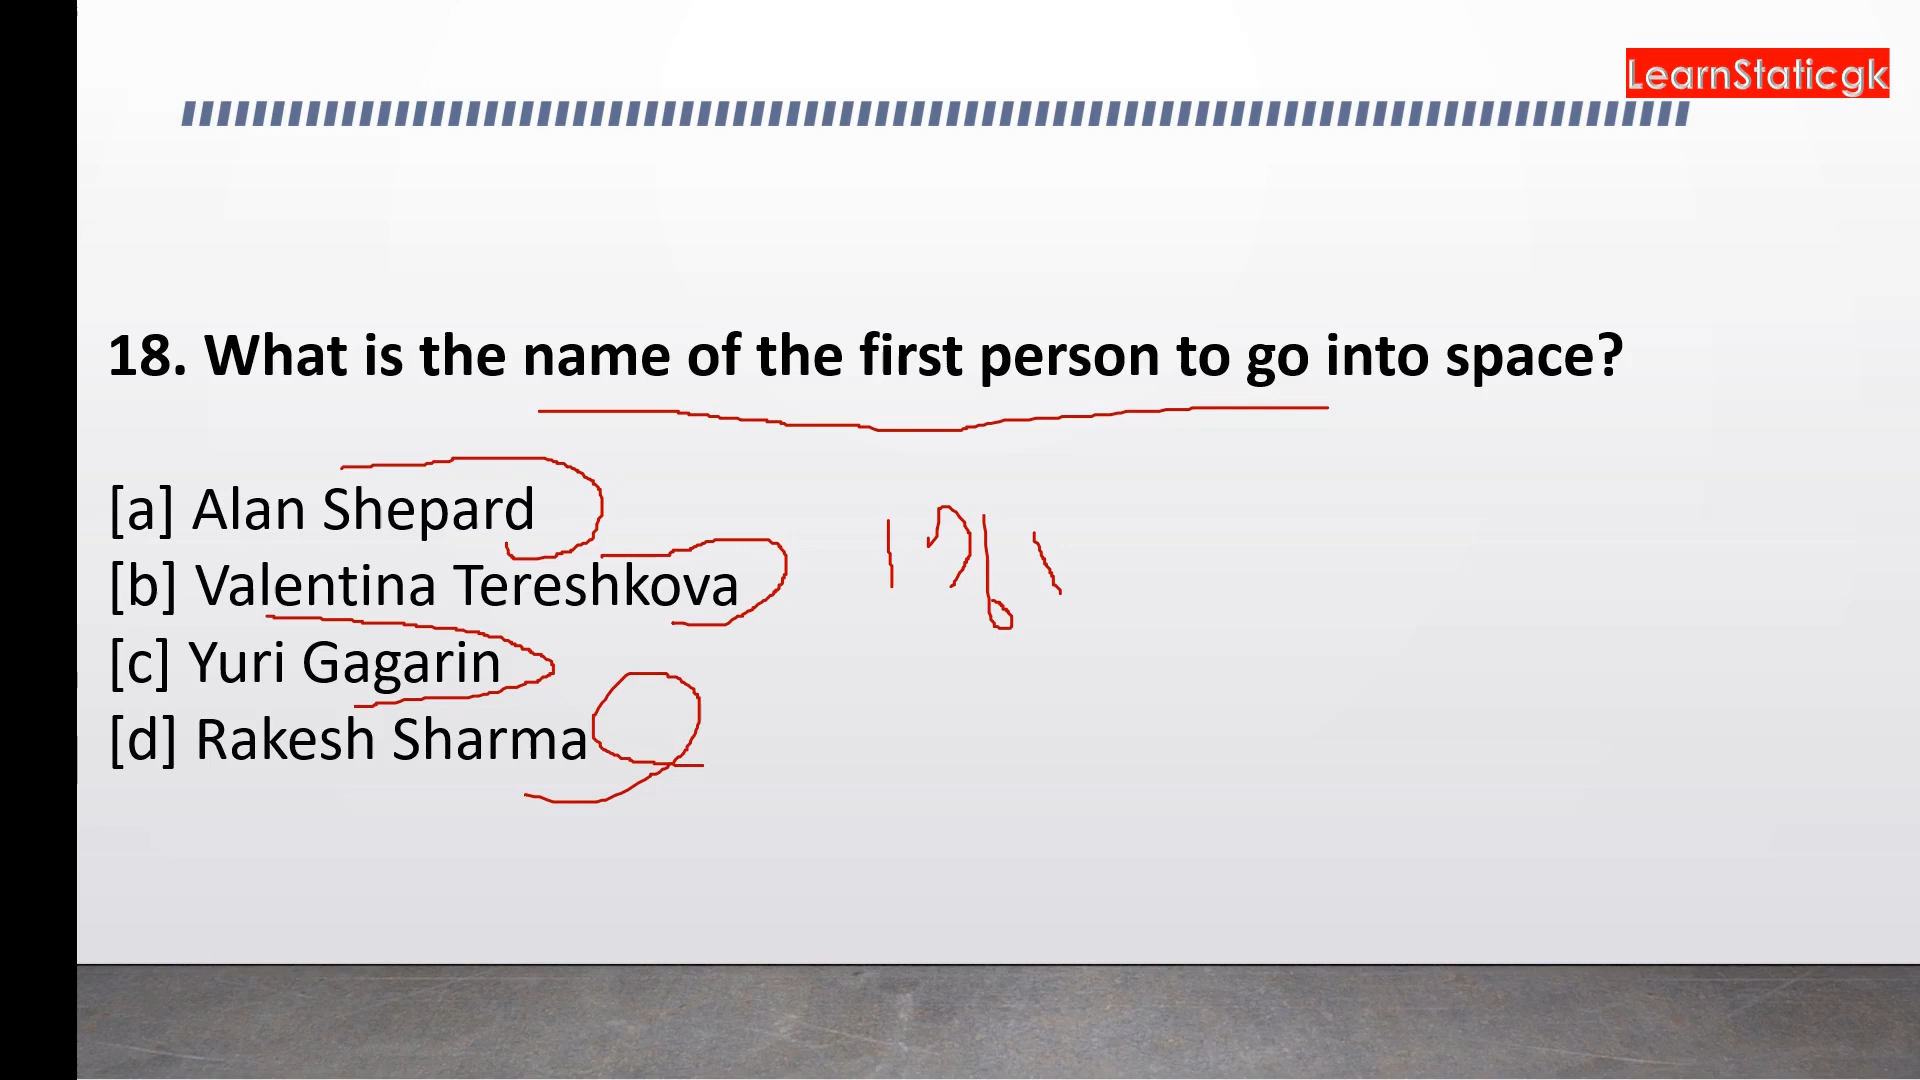 LearnStaticgk
18. What is the name of the first person to go into space?
[a] Alan Shepard
[b] Valentina Tereshkova
[c] Yuri Gagarin
[d] Rakesh Sharma